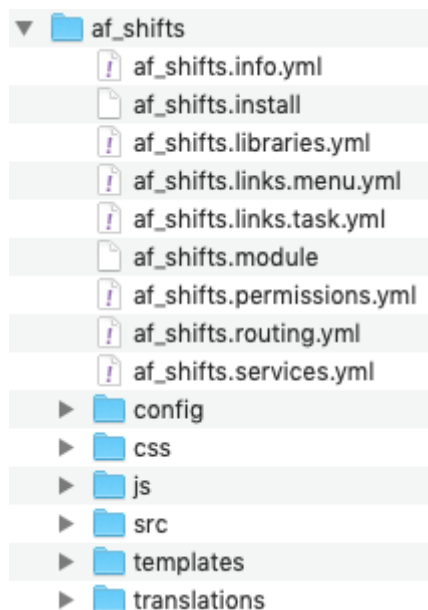 af_shifts
af_shifts.info.yml
af_shifts.install
af_shifts.libraries.yml
af_shifts.links.menu.yml
af_shifts.links.task.yml
af_shifts.module
af_shifts.permissions.yml
af_shifts.routing.yml
af_shifts.services.yml
config
css
js
src
templates
translations